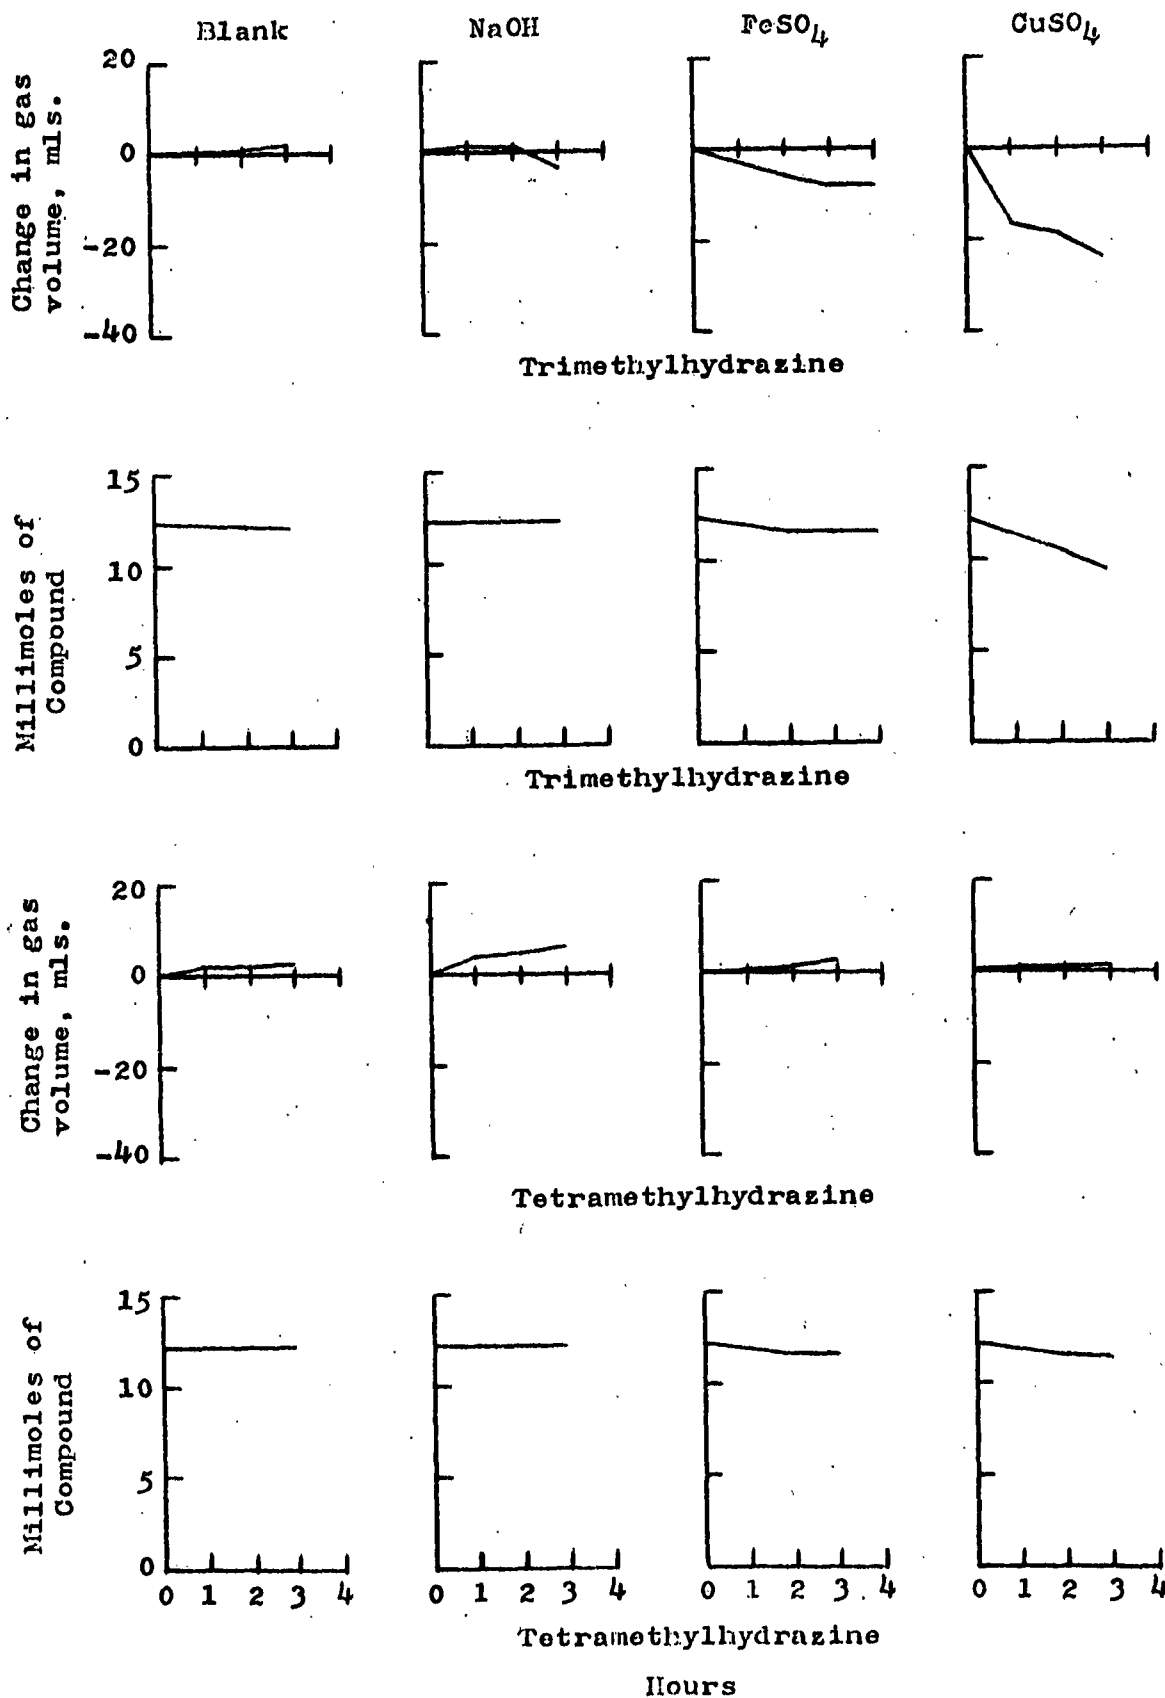 Blank NaOH FeSO4 CuSO4
Change in gas
volume, mls.
20
0
-20
-40
Trimethylhydrazine
Millimoles of
Compound
15
10
5
0
Trimethylhydrazine
Change in gas
volume, mls.
20
0
-20
-40
Tetramethylhydrazine
Millimoles of
Compound
15
10
5
0
0 1 2 3 4 0 1 2 3 4 0 1 2 3 4 0 1 2 3 4
Tetramethylhydrazine
Hours